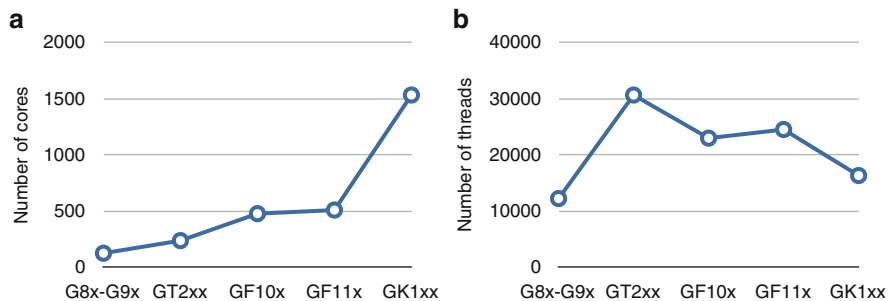 a
2000
1500
1000
500
0
Number of cores
G8x-G9x GT2xx GF10x GF11x GK1xx
b
40000
30000
20000
10000
0
Number of threads
G8x-G9x GT2xx GF10x GF11x GK1xx